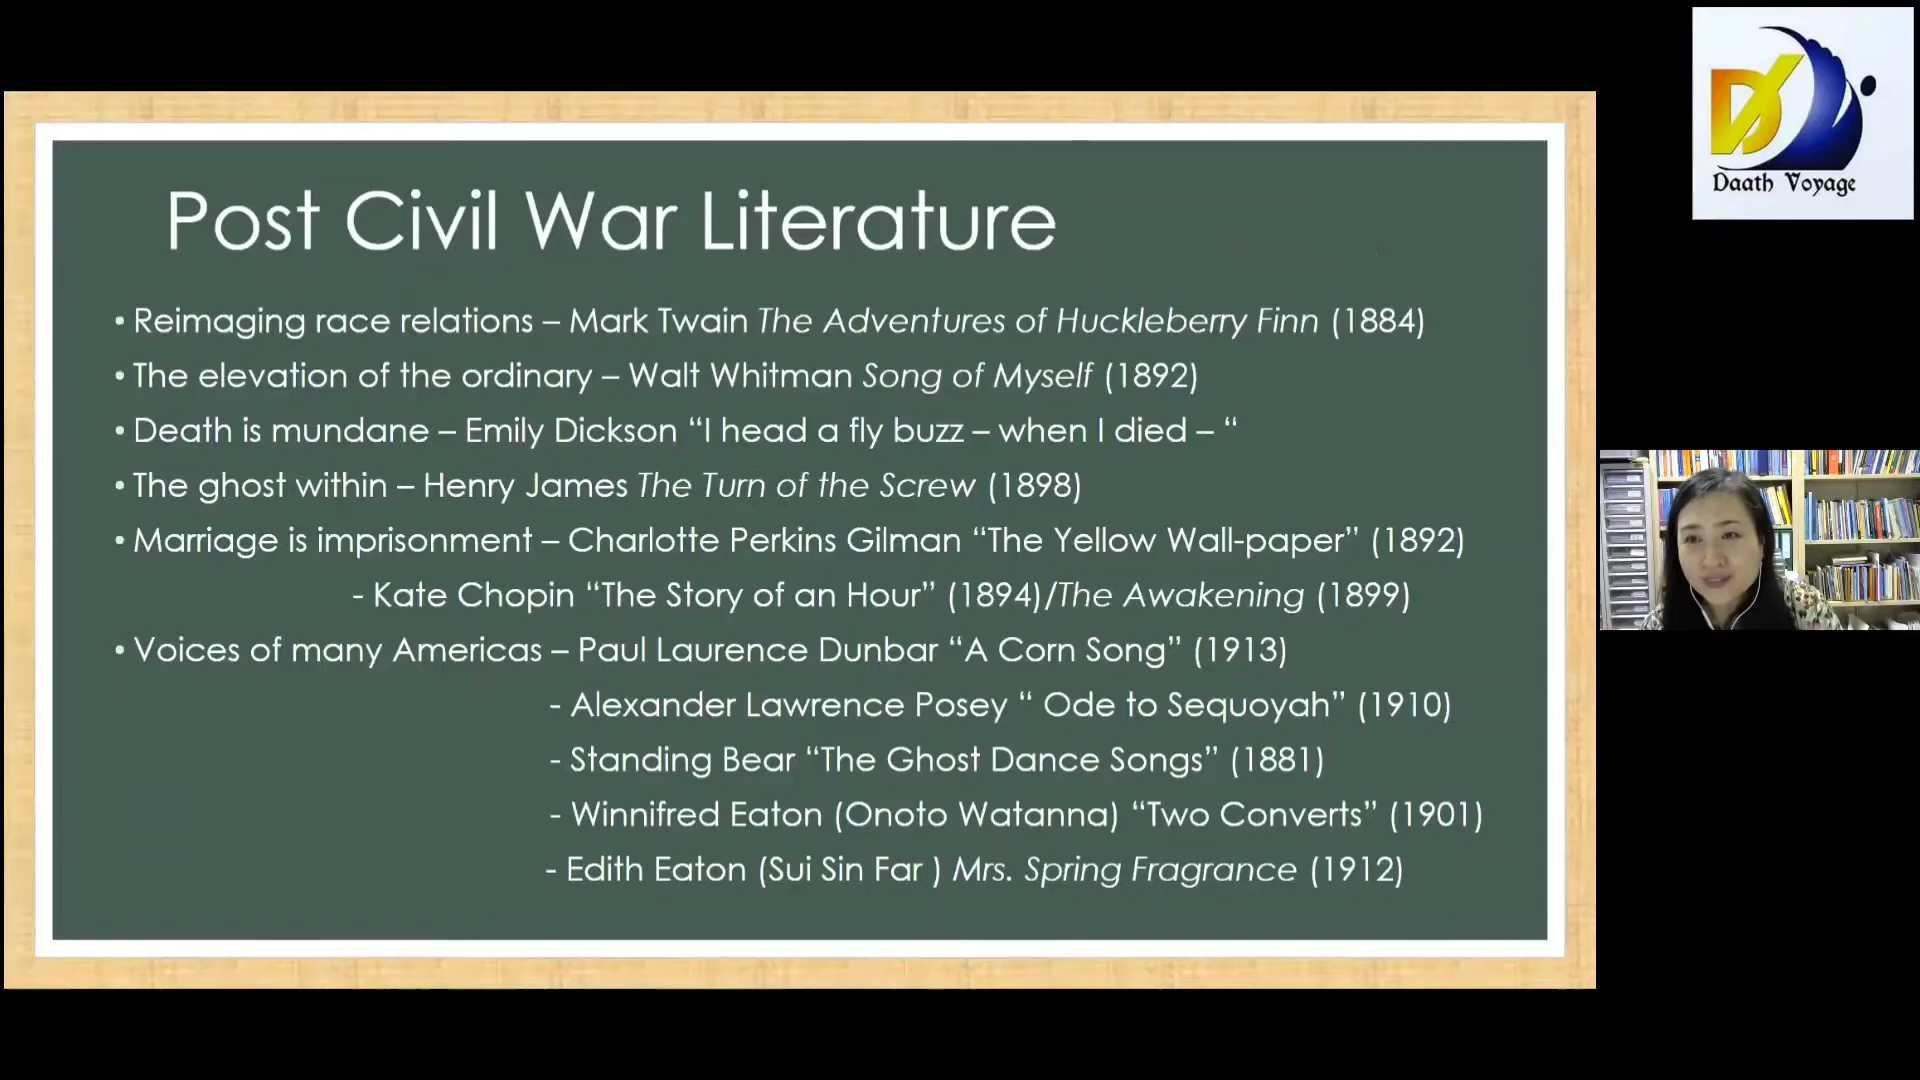 Daath Voyage
Post Civil War Literature
• Reimaging race relations – Mark Twain The Adventures of Huckleberry Finn (1884)
• The elevation of the ordinary – Walt Whitman Song of Myself (1892)
• Death is mundane – Emily Dickson “I head a fly buzz – when I died – “
• The ghost within – Henry James The Turn of the Screw (1898)
• Marriage is imprisonment – Charlotte Perkins Gilman “The Yellow Wall-paper” (1892)
- Kate Chopin “The Story of an Hour” (1894)/The Awakening (1899)
• Voices of many Americas – Paul Laurence Dunbar “A Corn Song” (1913)
- Alexander Lawrence Posey “ Ode to Sequoyah” (1910)
- Standing Bear “The Ghost Dance Songs” (1881)
- Winnifred Eaton (Onoto Watanna) “Two Converts” (1901)
- Edith Eaton (Sui Sin Far ) Mrs. Spring Fragrance (1912)